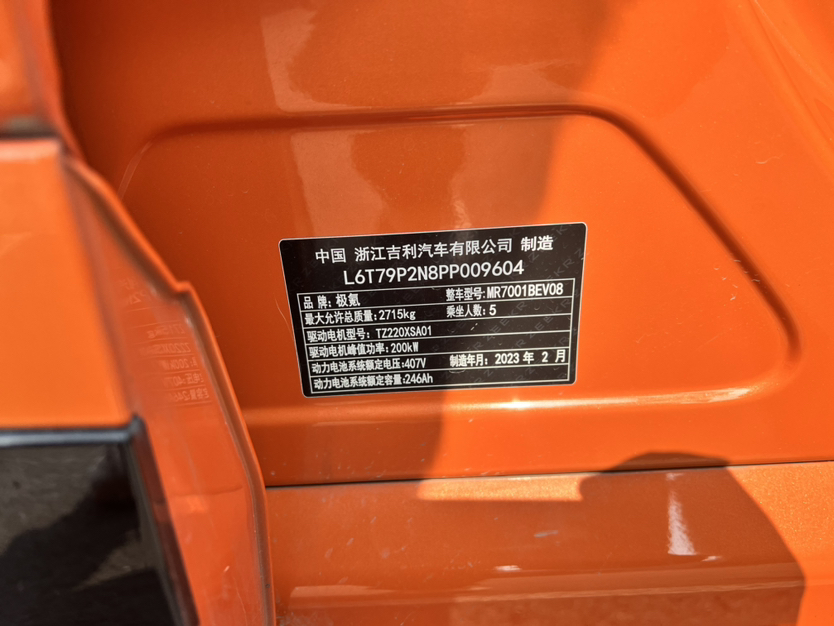 中国 浙江吉利汽车有限公司 制造
L6T79P2N8PP009604
品牌:极氪 整车型号:MR7001BEV08
最大允许总质量:2715kg 乘坐人数:5
驱动电机型号:TZ220XSA01
驱动电机峰值功率:200kW
动力电池系统额定电压:407V 制造年月:2023 年 2 月
动力电池系统额定容量:246Ah